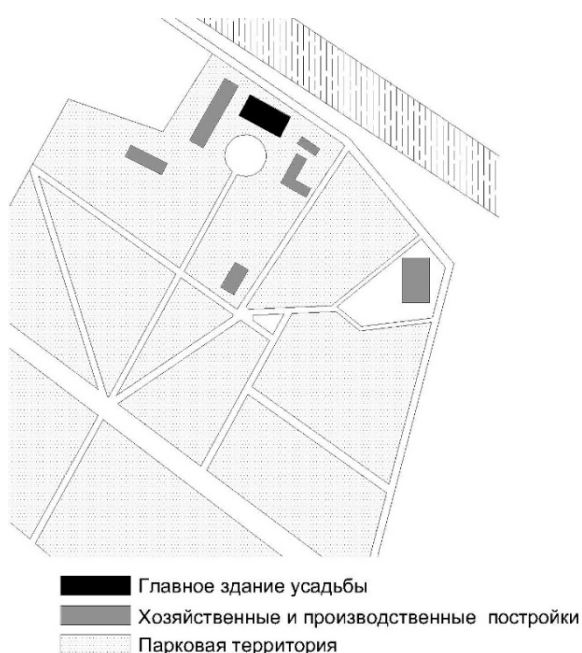 Главное здание усадьбы
Хозяйственные и производственные постройки
Парковая территория